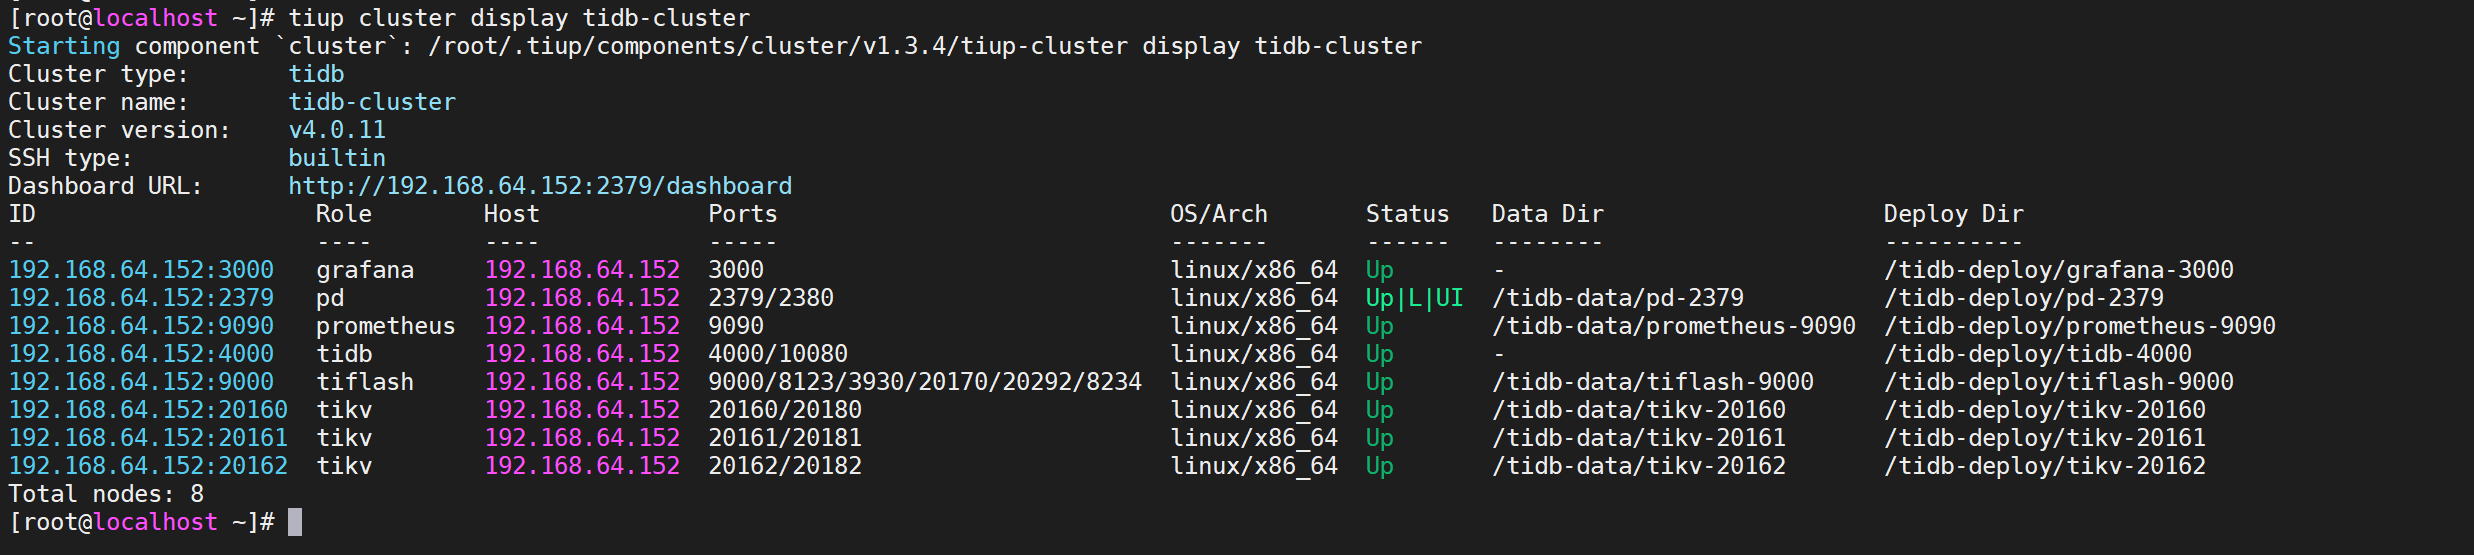 [root@localhost ~]# tiup cluster display tidb-cluster
Starting component `cluster`: /root/.tiup/components/cluster/v1.3.4/tiup-cluster display tidb-cluster
Cluster type:       tidb
Cluster name:       tidb-cluster
Cluster version:    v4.0.11
SSH type:           builtin
Dashboard URL:      http://192.168.64.152:2379/dashboard
ID                    Role        Host            Ports                            OS/Arch       Status   Data Dir                    Deploy Dir
--                    ----        ----            -----                            -------       ------   --------                    ----------
192.168.64.152:3000   grafana     192.168.64.152  3000                             linux/x86_64  Up       -                           /tidb-deploy/grafana-3000
192.168.64.152:2379   pd          192.168.64.152  2379/2380                        linux/x86_64  Up|L|UI  /tidb-data/pd-2379          /tidb-deploy/pd-2379
192.168.64.152:9090   prometheus  192.168.64.152  9090                             linux/x86_64  Up       /tidb-data/prometheus-9090  /tidb-deploy/prometheus-9090
192.168.64.152:4000   tidb        192.168.64.152  4000/10080                       linux/x86_64  Up       -                           /tidb-deploy/tidb-4000
192.168.64.152:9000   tiflash     192.168.64.152  9000/8123/3930/20170/20292/8234  linux/x86_64  Up       /tidb-data/tiflash-9000     /tidb-deploy/tiflash-9000
192.168.64.152:20160  tikv        192.168.64.152  20160/20180                      linux/x86_64  Up       /tidb-data/tikv-20160       /tidb-deploy/tikv-20160
192.168.64.152:20161  tikv        192.168.64.152  20161/20181                      linux/x86_64  Up       /tidb-data/tikv-20161       /tidb-deploy/tikv-20161
192.168.64.152:20162  tikv        192.168.64.152  20162/20182                      linux/x86_64  Up       /tidb-data/tikv-20162       /tidb-deploy/tikv-20162
Total nodes: 8
[root@localhost ~]#